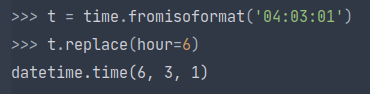 >>> t = time.fromisoformat('04:03:01')
>>> t.replace(hour=6)
datetime.time(6, 3, 1)